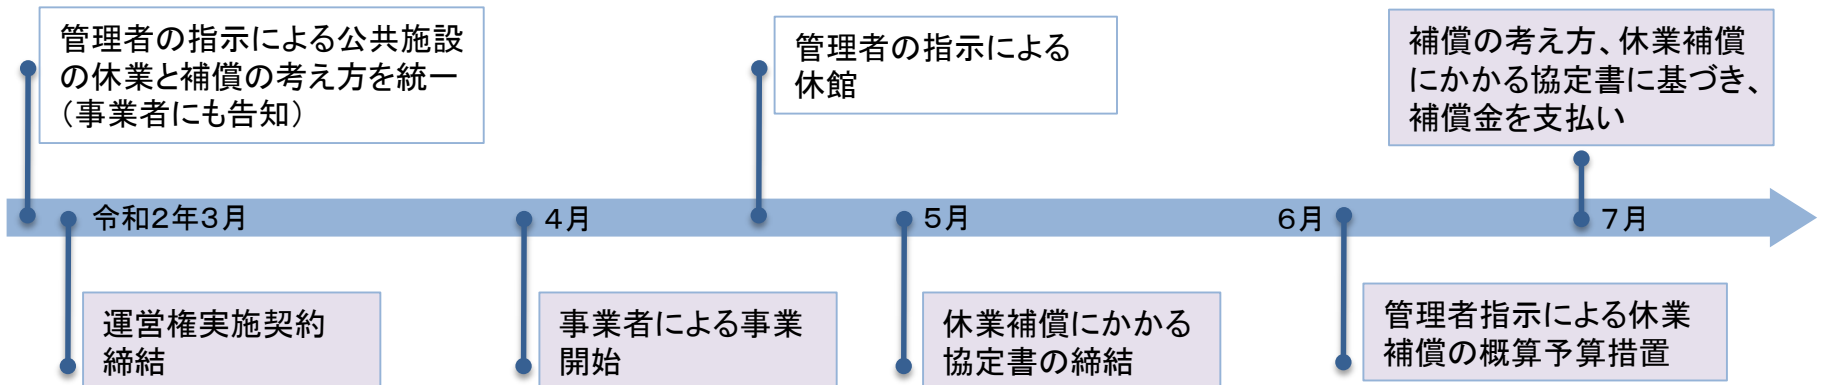 管理者の指示による公共施設
の休業と補償の考え方を統一
（事業者にも告知）
管理者の指示による
休館
補償の考え方、休業補償
にかかる協定書に基づき、
補償金を支払い
令和２年３月
４月
５月
６月
７月
運営権実施契約
締結
事業者による事業
開始
休業補償にかかる
協定書の締結
管理者指示による休業
補償の概算予算措置